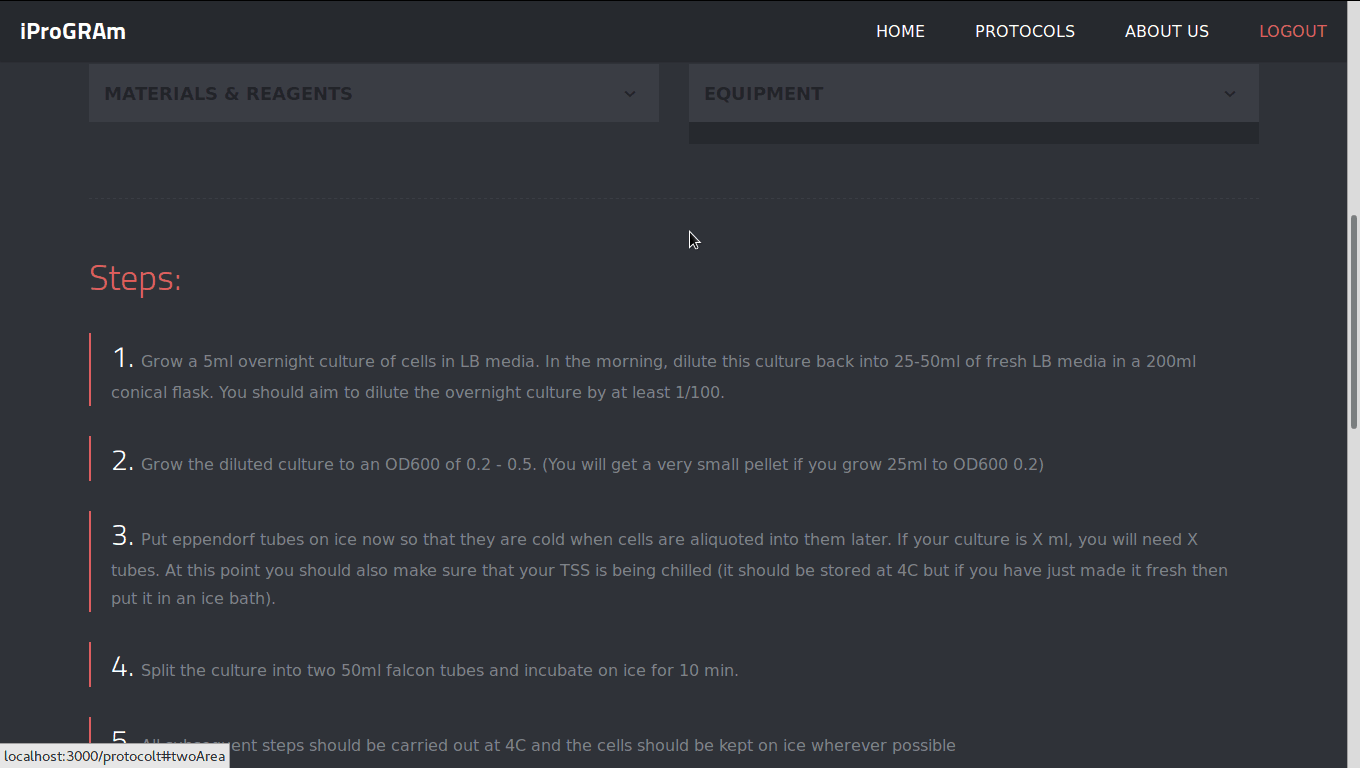 iProGRAm
HOME PROTOCOLS ABOUT US LOGOUT
MATERIALS & REAGENTS
EQUIPMENT
Steps:
1. Grow a 5ml overnight culture of cells in LB media. In the morning, dilute this culture back into 25-50ml of fresh LB media in a 200ml
conical flask. You should aim to dilute the overnight culture by at least 1/100.
2. Grow the diluted culture to an OD600 of 0.2 - 0.5. (You will get a very small pellet if you grow 25ml to OD600 0.2)
3. Put eppendorf tubes on ice now so that they are cold when cells are aliquoted into them later. If your culture is X ml, you will need X
tubes. At this point you should also make sure that your TSS is being chilled (it should be stored at 4C but if you have just made it fresh then
put it in an ice bath).
4. Split the culture into two 50ml falcon tubes and incubate on ice for 10 min.
5. All subsequent steps should be carried out at 4C and the cells should be kept on ice wherever possible
localhost:3000/protocolt#twoArea